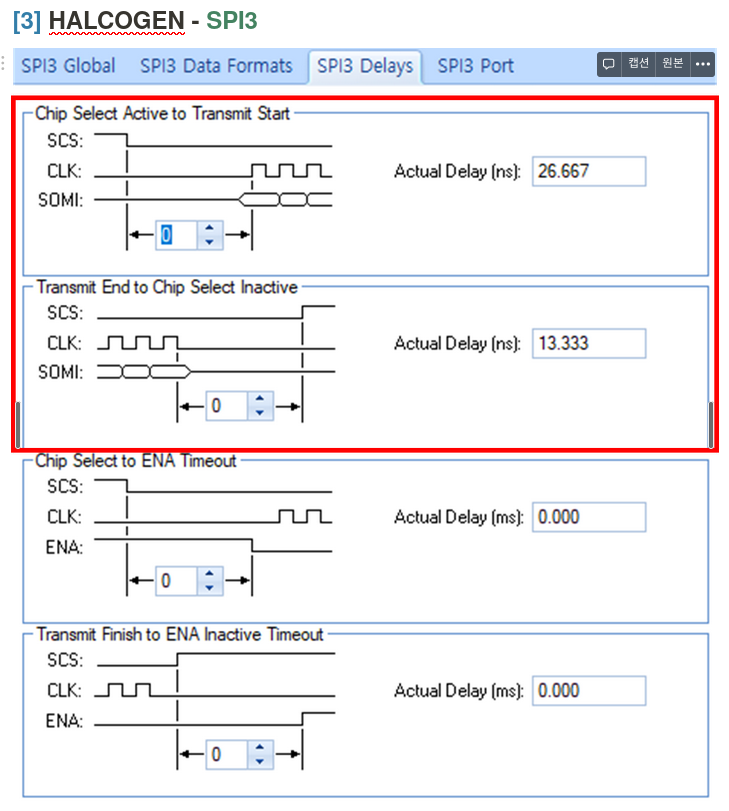 [3] HALCOGEN - SPI3
SPI3 Global SPI3 Data Formats SPI3 Delays SPI3 Port 캡션 원본
Chip Select Active to Transmit Start
SCS:
CLK: Actual Delay (ns): 26.667
SOMI:
0
Transmit End to Chip Select Inactive
SCS:
CLK: Actual Delay (ns): 13.333
SOMI:
0
Chip Select to ENA Timeout
SCS:
CLK: Actual Delay (ms): 0.000
ENA:
0
Transmit Finish to ENA Inactive Timeout
SCS:
CLK: Actual Delay (ms): 0.000
ENA:
0